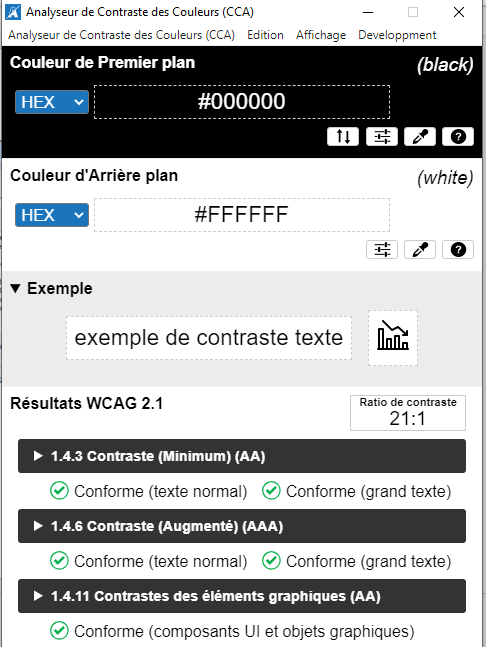 Analyseur de Contraste des Couleurs (CCA)
Analyseur de Contraste des Couleurs (CCA) Edition Affichage Developpment
Couleur de Premier plan (black)
HEX #000000
Couleur d'Arrière plan (white)
HEX #FFFFFF
Exemple
exemple de contraste texte
Résultats WCAG 2.1
Ratio de contraste
21:1
1.4.3 Contraste (Minimum) (AA)
Conforme (texte normal) Conforme (grand texte)
1.4.6 Contraste (Augmenté) (AAA)
Conforme (texte normal) Conforme (grand texte)
1.4.11 Contrastes des éléments graphiques (AA)
Conforme (composants UI et objets graphiques)